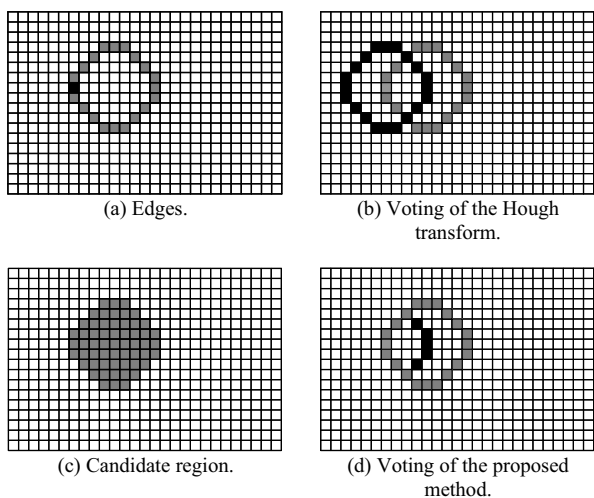 (a) Edges.
(b) Voting of the Hough
transform.
(c) Candidate region.
(d) Voting of the proposed
method.